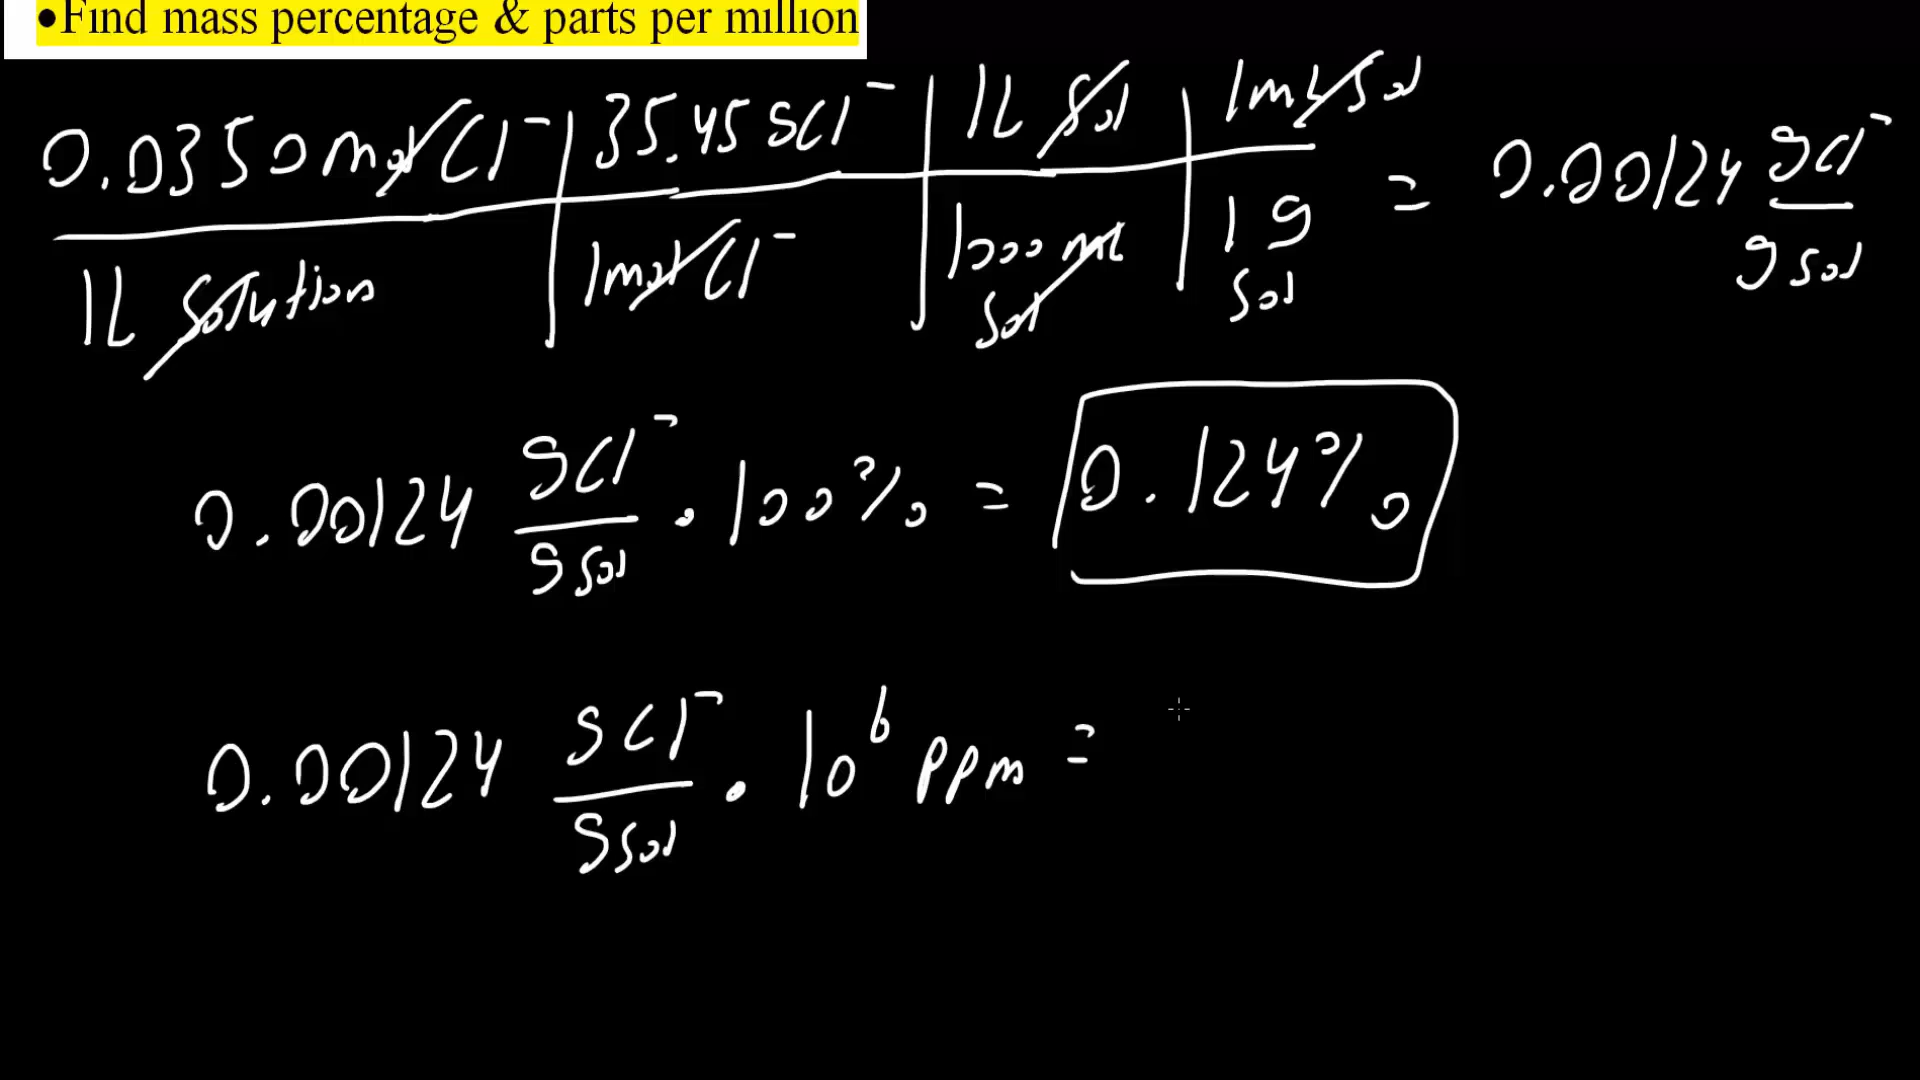 •Find mass percentage & parts per million
0.0350 mol Cl⁻ | 35.45 g Cl⁻ | 1L Sol | 1mL Sol
1L Solution | 1mol Cl⁻ | 1000 mL Sol | 1 g Sol = 0.00124 g Cl⁻ / g Sol
0.00124 g Cl⁻ / g Sol · 100% = 0.124%
0.00124 g Cl⁻ / g Sol · 10⁶ ppm =